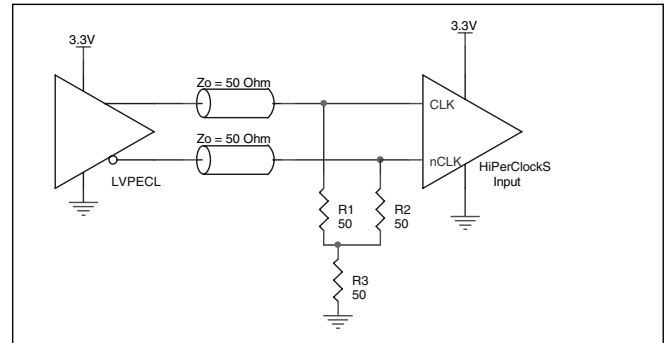 3.3V
3.3V
Zo = 50 Ohm
CLK
Zo = 50 Ohm
nCLK
HiPerClockS
Input
LVPECL
R1
50
R2
50
R3
50